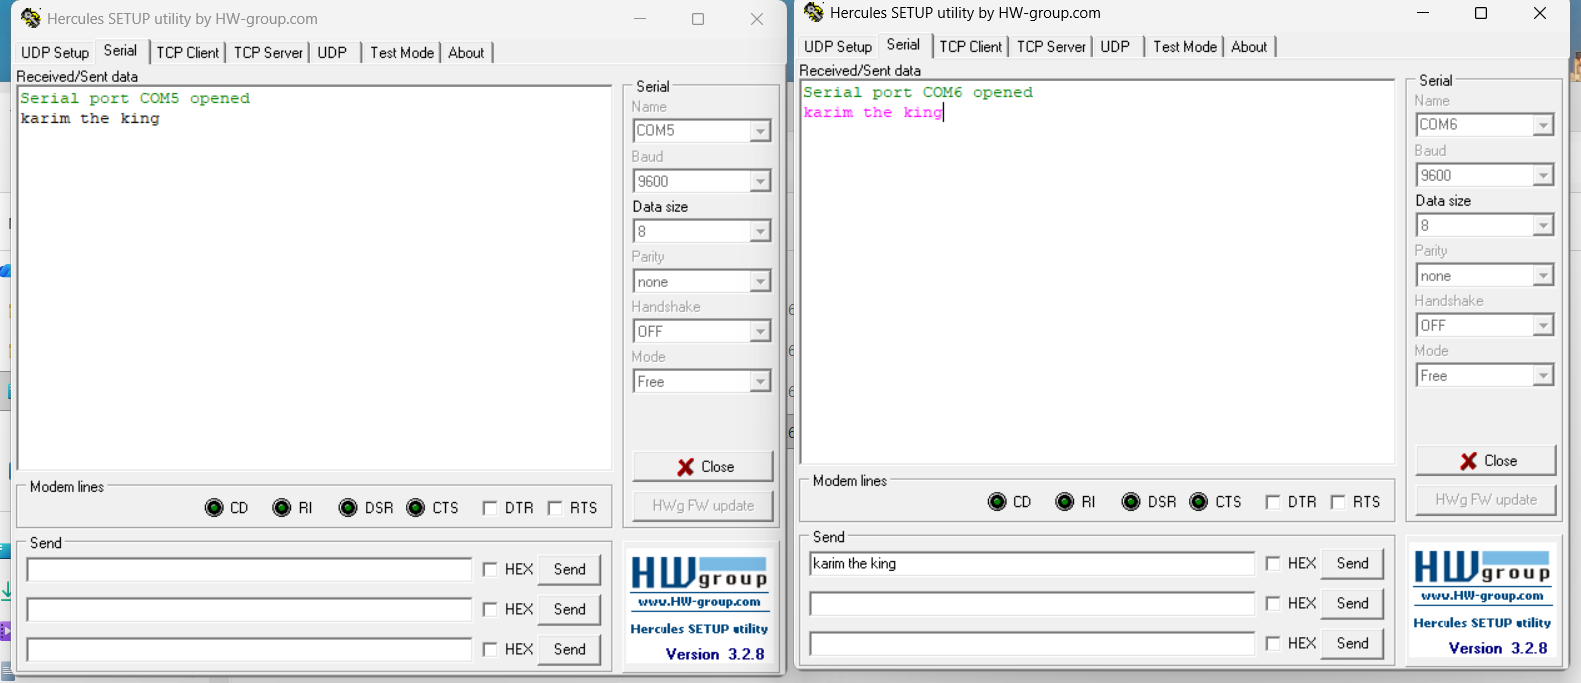 Hercules SETUP utility by HW-group.com
UDP Setup Serial TCP Client TCP Server UDP Test Mode About
Received/Sent data
Serial port COM5 opened
karim the king
Serial
Name
COM5
Baud
9600
Data size
8
Parity
none
Handshake
OFF
Mode
Free
Close
HWg FW update
Modem lines
CD RI DSR CTS DTR RTS
Send
HEX Send
HEX Send
HEX Send
HW group
www.HW-group.com
Hercules SETUP utility
Version 3.2.8
Hercules SETUP utility by HW-group.com
UDP Setup Serial TCP Client TCP Server UDP Test Mode About
Received/Sent data
Serial port COM6 opened
karim the king
Serial
Name
COM6
Baud
9600
Data size
8
Parity
none
Handshake
OFF
Mode
Free
Close
HWg FW update
Modem lines
CD RI DSR CTS DTR RTS
Send
karim the king HEX Send
HEX Send
HEX Send
HW group
www.HW-group.com
Hercules SETUP utility
Version 3.2.8